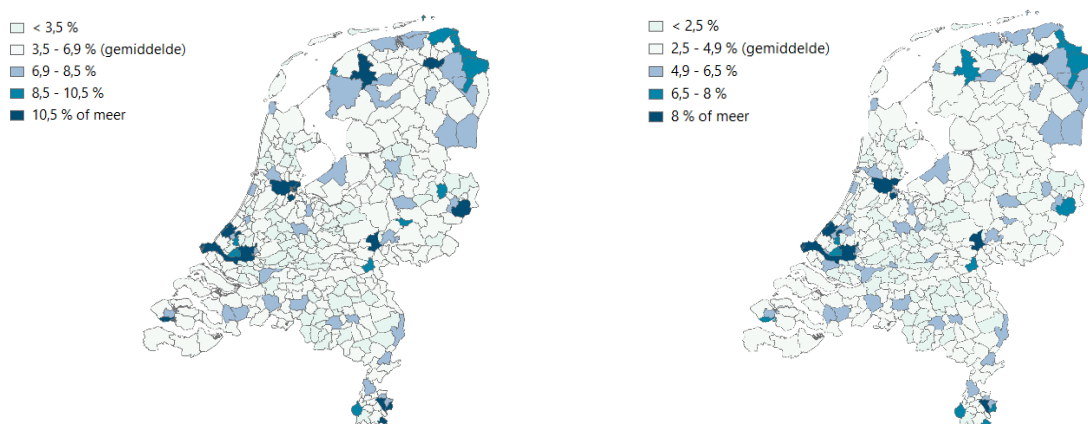 < 3,5 %
3,5 - 6,9 % (gemiddelde)
6,9 - 8,5 %
8,5 - 10,5 %
10,5 % of meer
< 2,5 %
2,5 - 4,9 % (gemiddelde)
4,9 - 6,5 %
6,5 - 8 %
8 % of meer